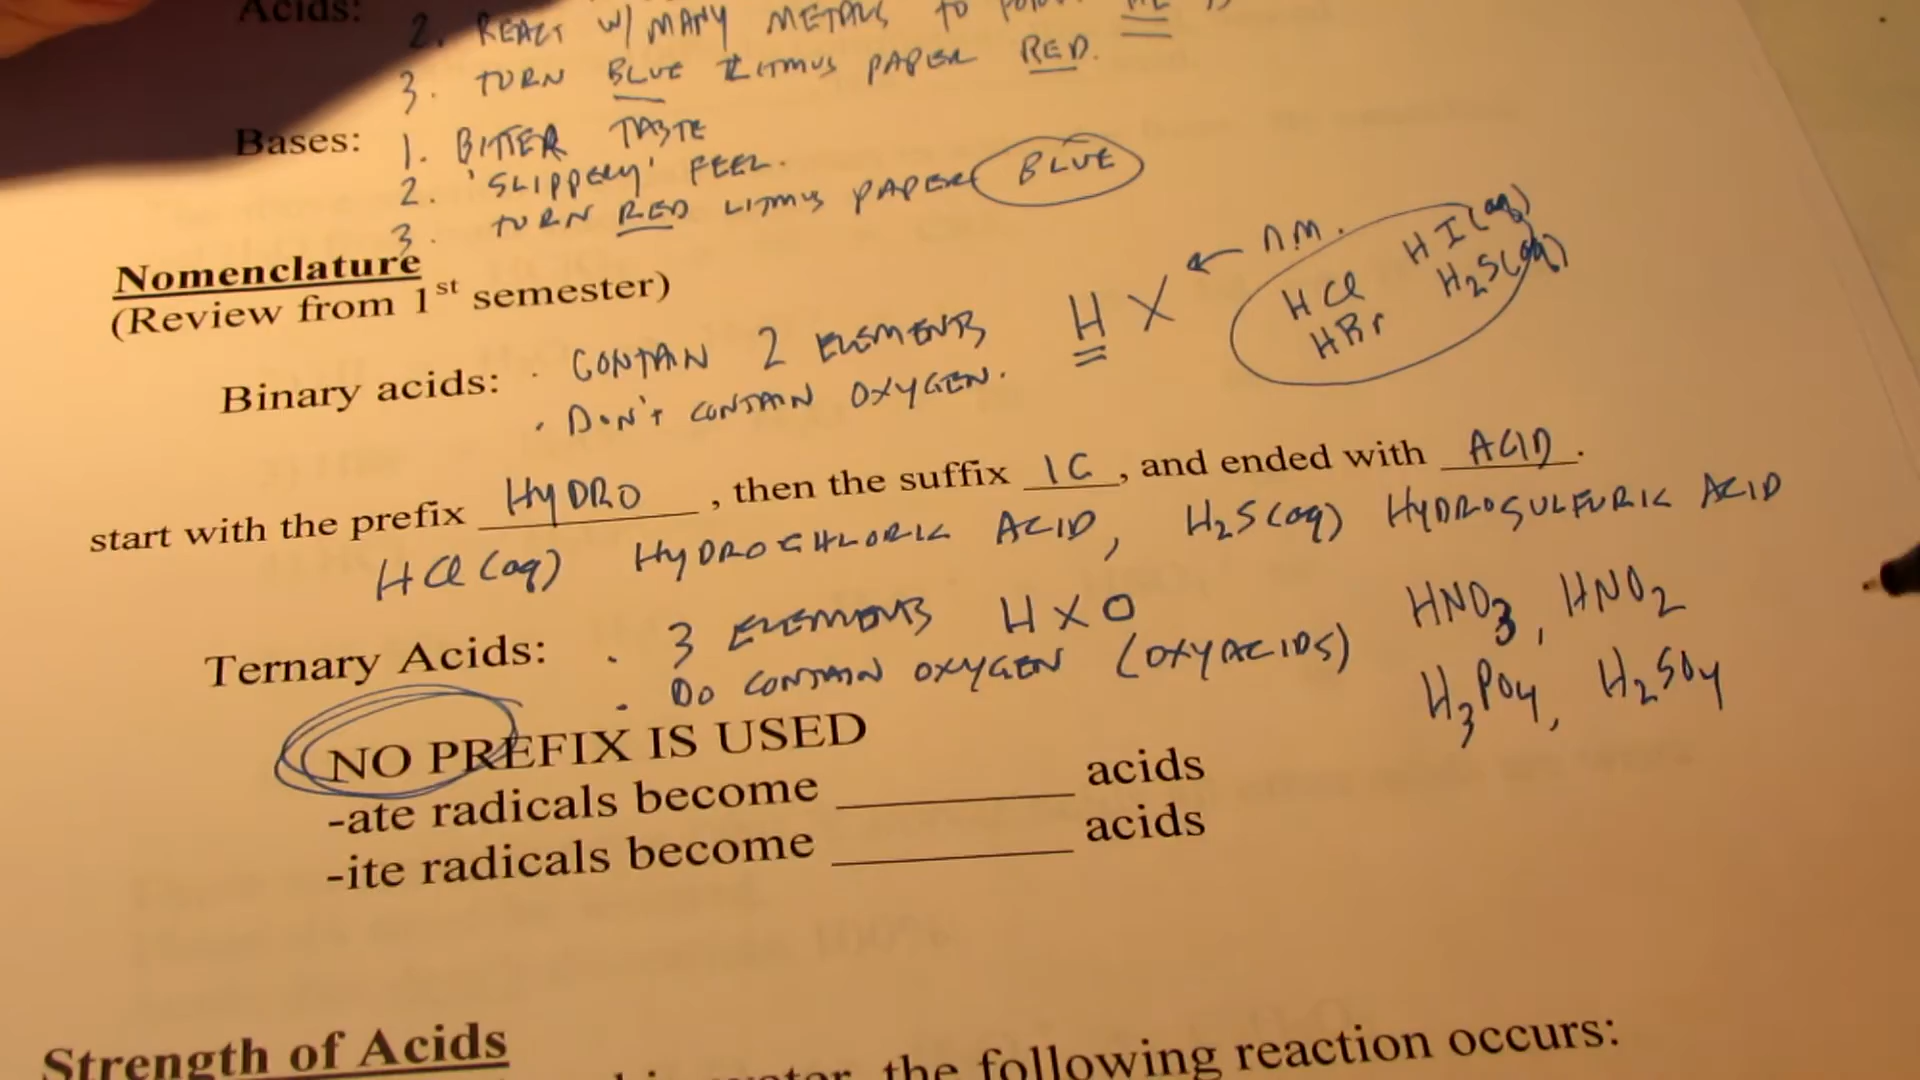 Acids:
2. REACT W/ MANY METALS TO
3. TURN BLUE LITMUS PAPER RED.
Bases: 1. BITTER TASTE
2. 'SLIPPERY' FEEL.
3. TURN RED LITMUS PAPER BLUE
Nomenclature
(Review from 1st semester)
H X ← n.m.
HCl HI(aq)
HBr H₂S(aq)
Binary acids: · CONTAIN 2 ELEMENTS
· DON'T CONTAIN OXYGEN.
start with the prefix HYDRO, then the suffix IC, and ended with ACID.
HCl(aq) HYDROCHLORIC ACID, H₂S(aq) HYDROSULFURIC ACID
Ternary Acids: · 3 ELEMENTS H X O
· DO CONTAIN OXYGEN (OXYACIDS)
HNO₃, HNO₂
H₃PO₄, H₂SO₄
NO PREFIX IS USED
-ate radicals become __________ acids
-ite radicals become __________ acids
Strength of Acids
water, the following reaction occurs: